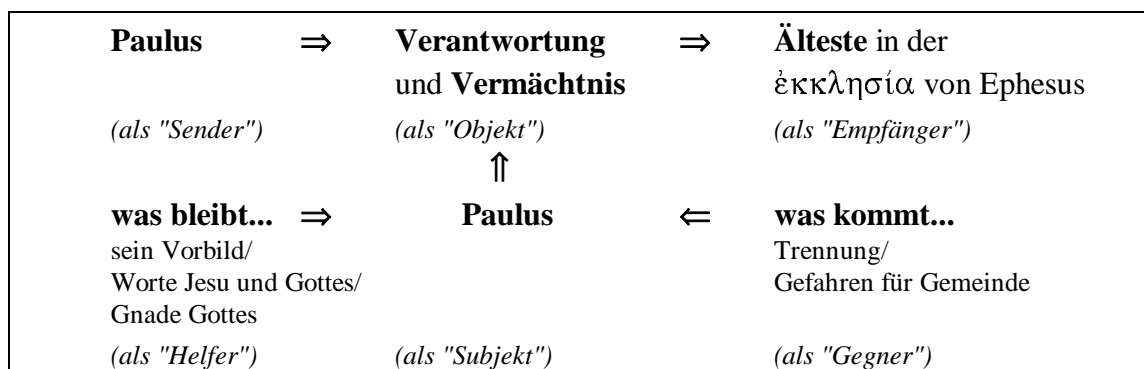 Paulus ⇒ Verantwortung ⇒ Älteste in der
und Vermächtnis ἐκκλησία von Ephesus
(als "Sender") (als "Objekt") (als "Empfänger")
⇑
was bleibt... ⇒ Paulus ⇐ was kommt...
sein Vorbild/ Trennung/
Worte Jesu und Gottes/ Gefahren für Gemeinde
Gnade Gottes
(als "Helfer") (als "Subjekt") (als "Gegner")